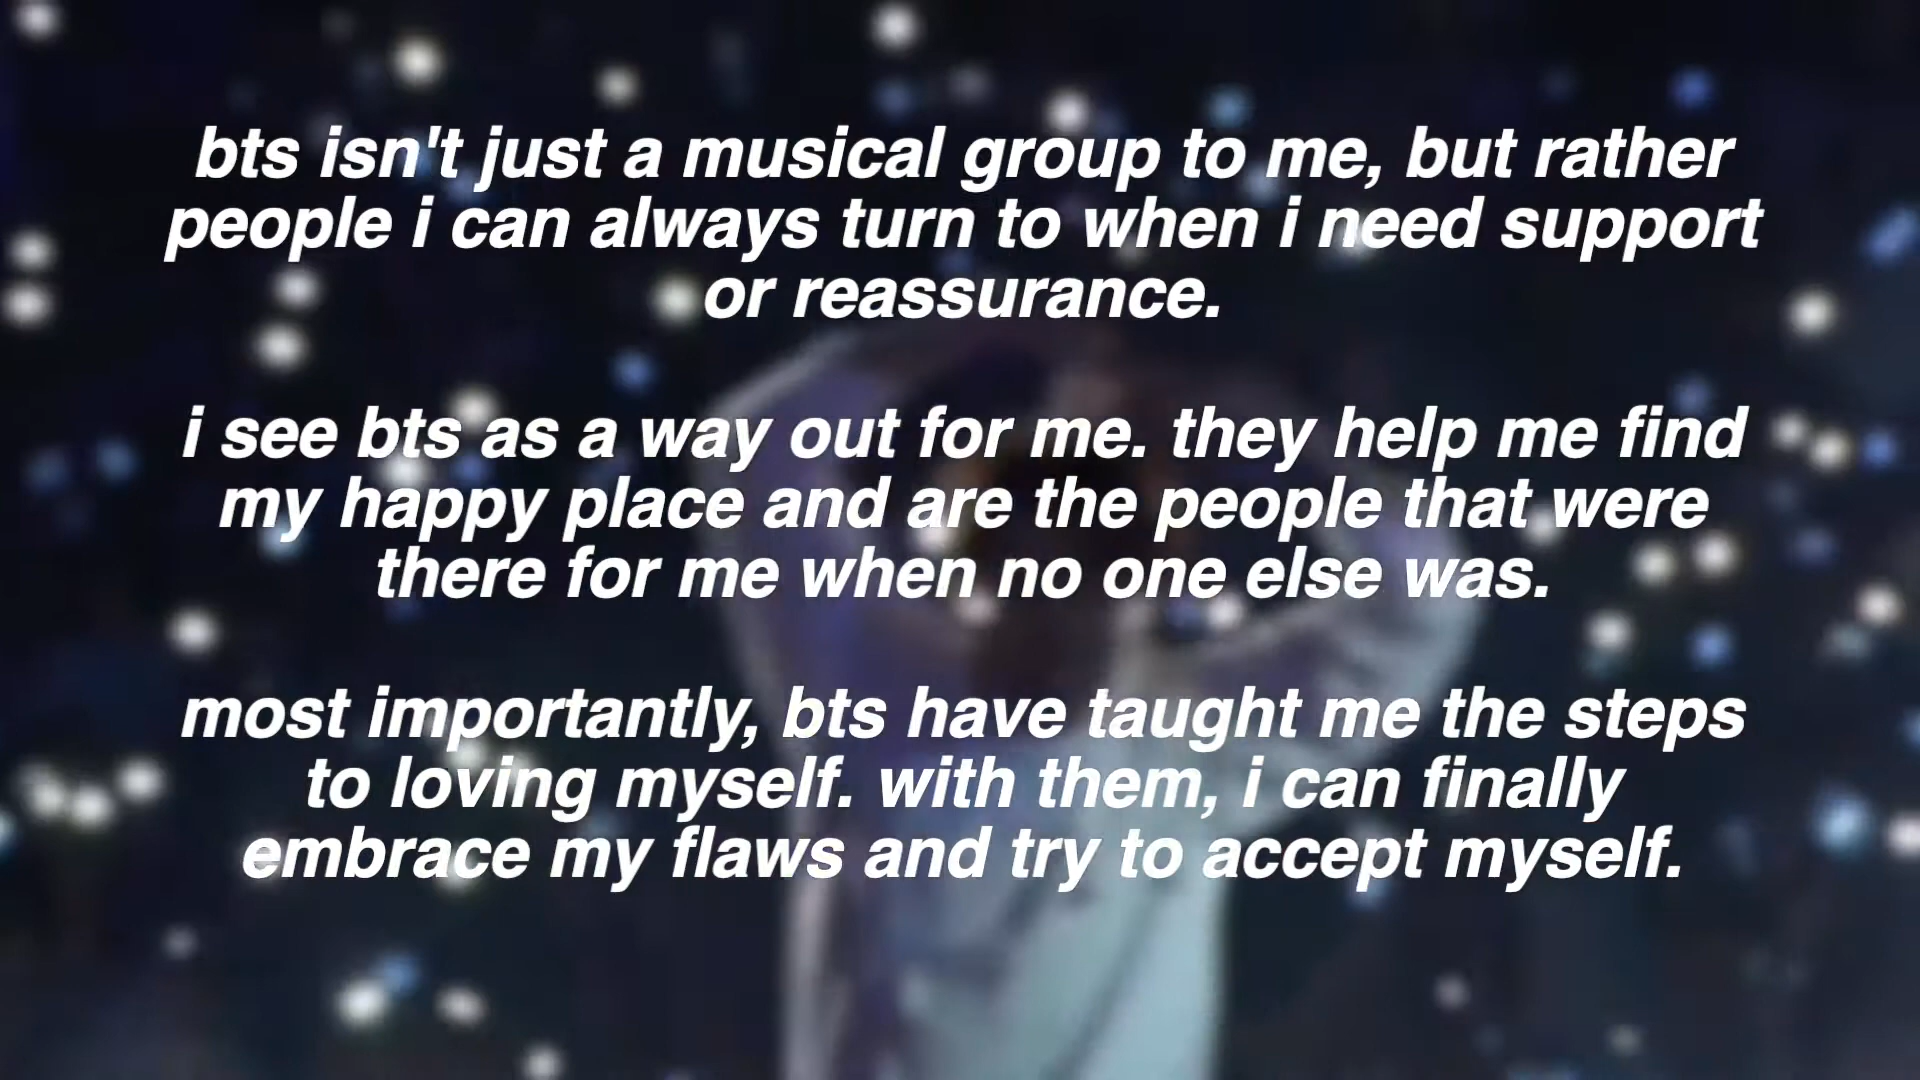 bts isn't just a musical group to me, but rather
people i can always turn to when i need support
or reassurance.
i see bts as a way out for me. they help me find
my happy place and are the people that were
there for me when no one else was.
most importantly, bts have taught me the steps
to loving myself. with them, i can finally
embrace my flaws and try to accept myself.